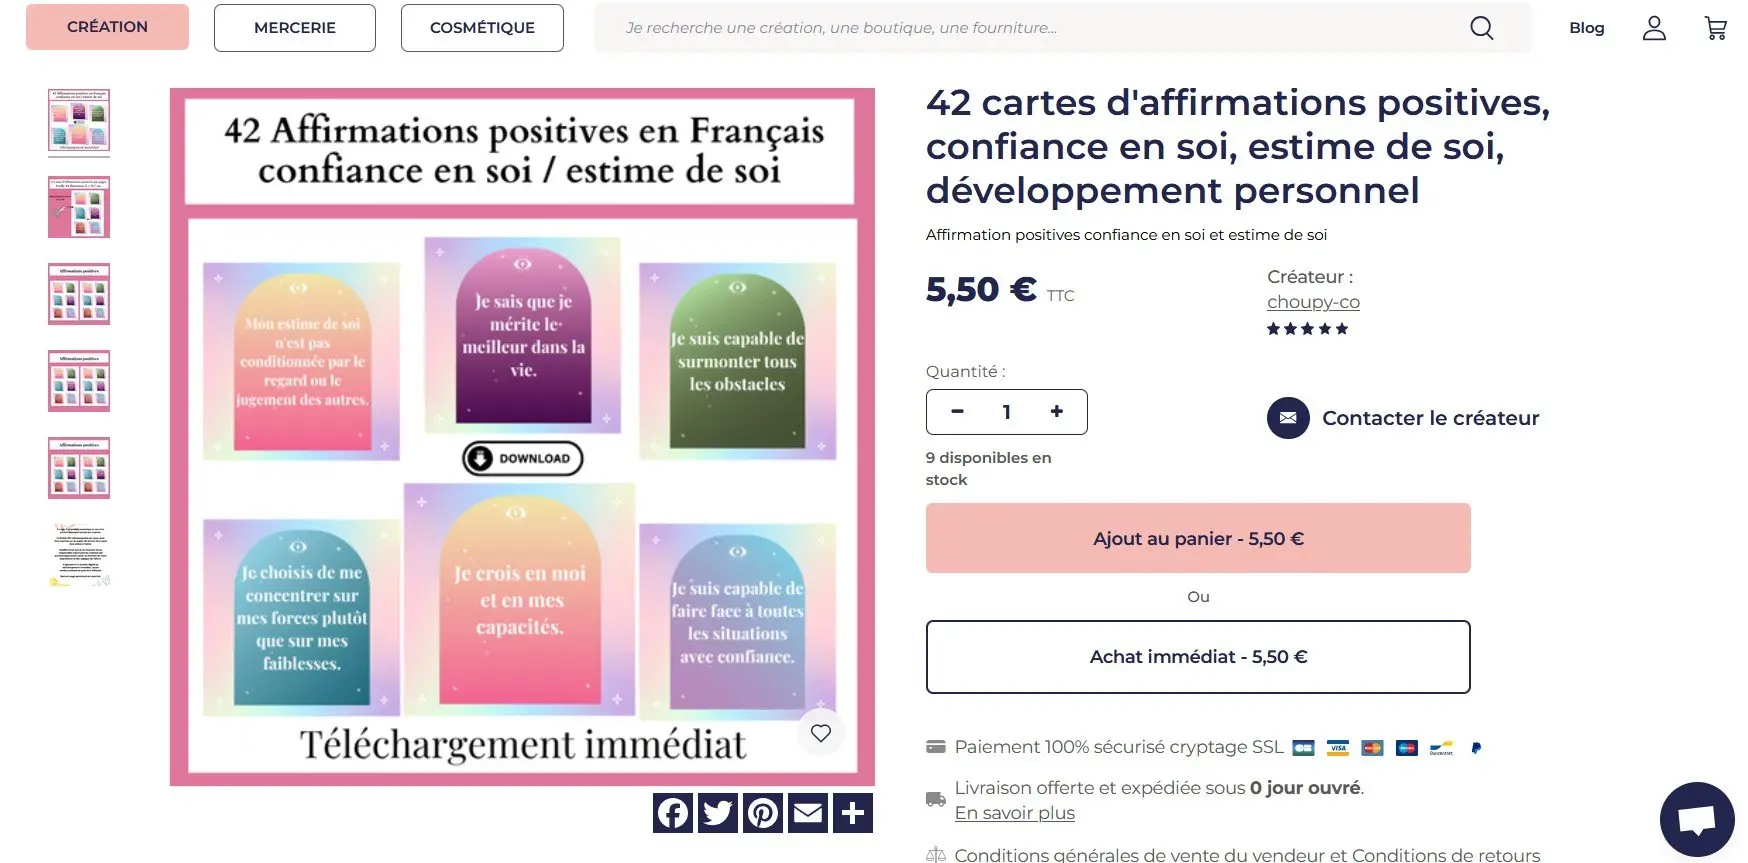 CRÉATION
MERCERIE
COSMÉTIQUE
Je recherche une création, une boutique, une fourniture...
Blog
42 Affirmations positives en Français
confiance en soi / estime de soi
Mon estime de soi
n'est pas
conditionnée par le
regard ou le
jugement des autres.
Je sais que je
mérite le
meilleur dans la
vie.
Je suis capable de
surmonter tous
les obstacles
DOWNLOAD
Je choisis de me
concentrer sur
mes forces plutôt
que sur mes
faiblesses.
Je crois en moi
et en mes
capacités.
Je suis capable de
faire face à toutes
les situations
avec confiance.
Téléchargement immédiat
42 cartes d'affirmations positives,
confiance en soi, estime de soi,
développement personnel
Affirmation positives confiance en soi et estime de soi
5,50 € TTC
Créateur :
choupy-co
Quantité :
- 1 +
9 disponibles en
stock
Contacter le créateur
Ajout au panier - 5,50 €
Ou
Achat immédiat - 5,50 €
Paiement 100% sécurisé cryptage SSL
VISA
Livraison offerte et expédiée sous 0 jour ouvré.
En savoir plus
Conditions générales de vente du vendeur et Conditions de retours